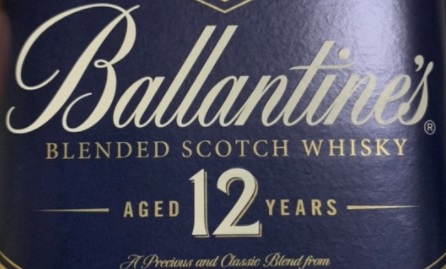 Ballantine's®
BLENDED SCOTCH WHISKY
AGED 12 YEARS
A Precious and Classic Blend from